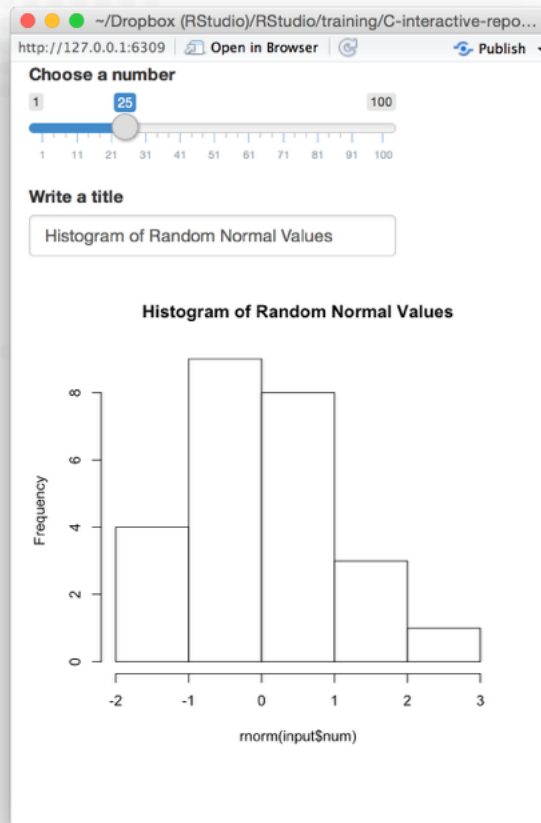 ~/Dropbox (RStudio)/RStudio/training/C-interactive-repo...
http://127.0.0.1:6309 Open in Browser Publish
Choose a number
1 25 100
1 11 21 31 41 51 61 71 81 91 100
Write a title
Histogram of Random Normal Values
Histogram of Random Normal Values
Frequency
8
6
4
2
0
-2 -1 0 1 2 3
rnorm(input$num)